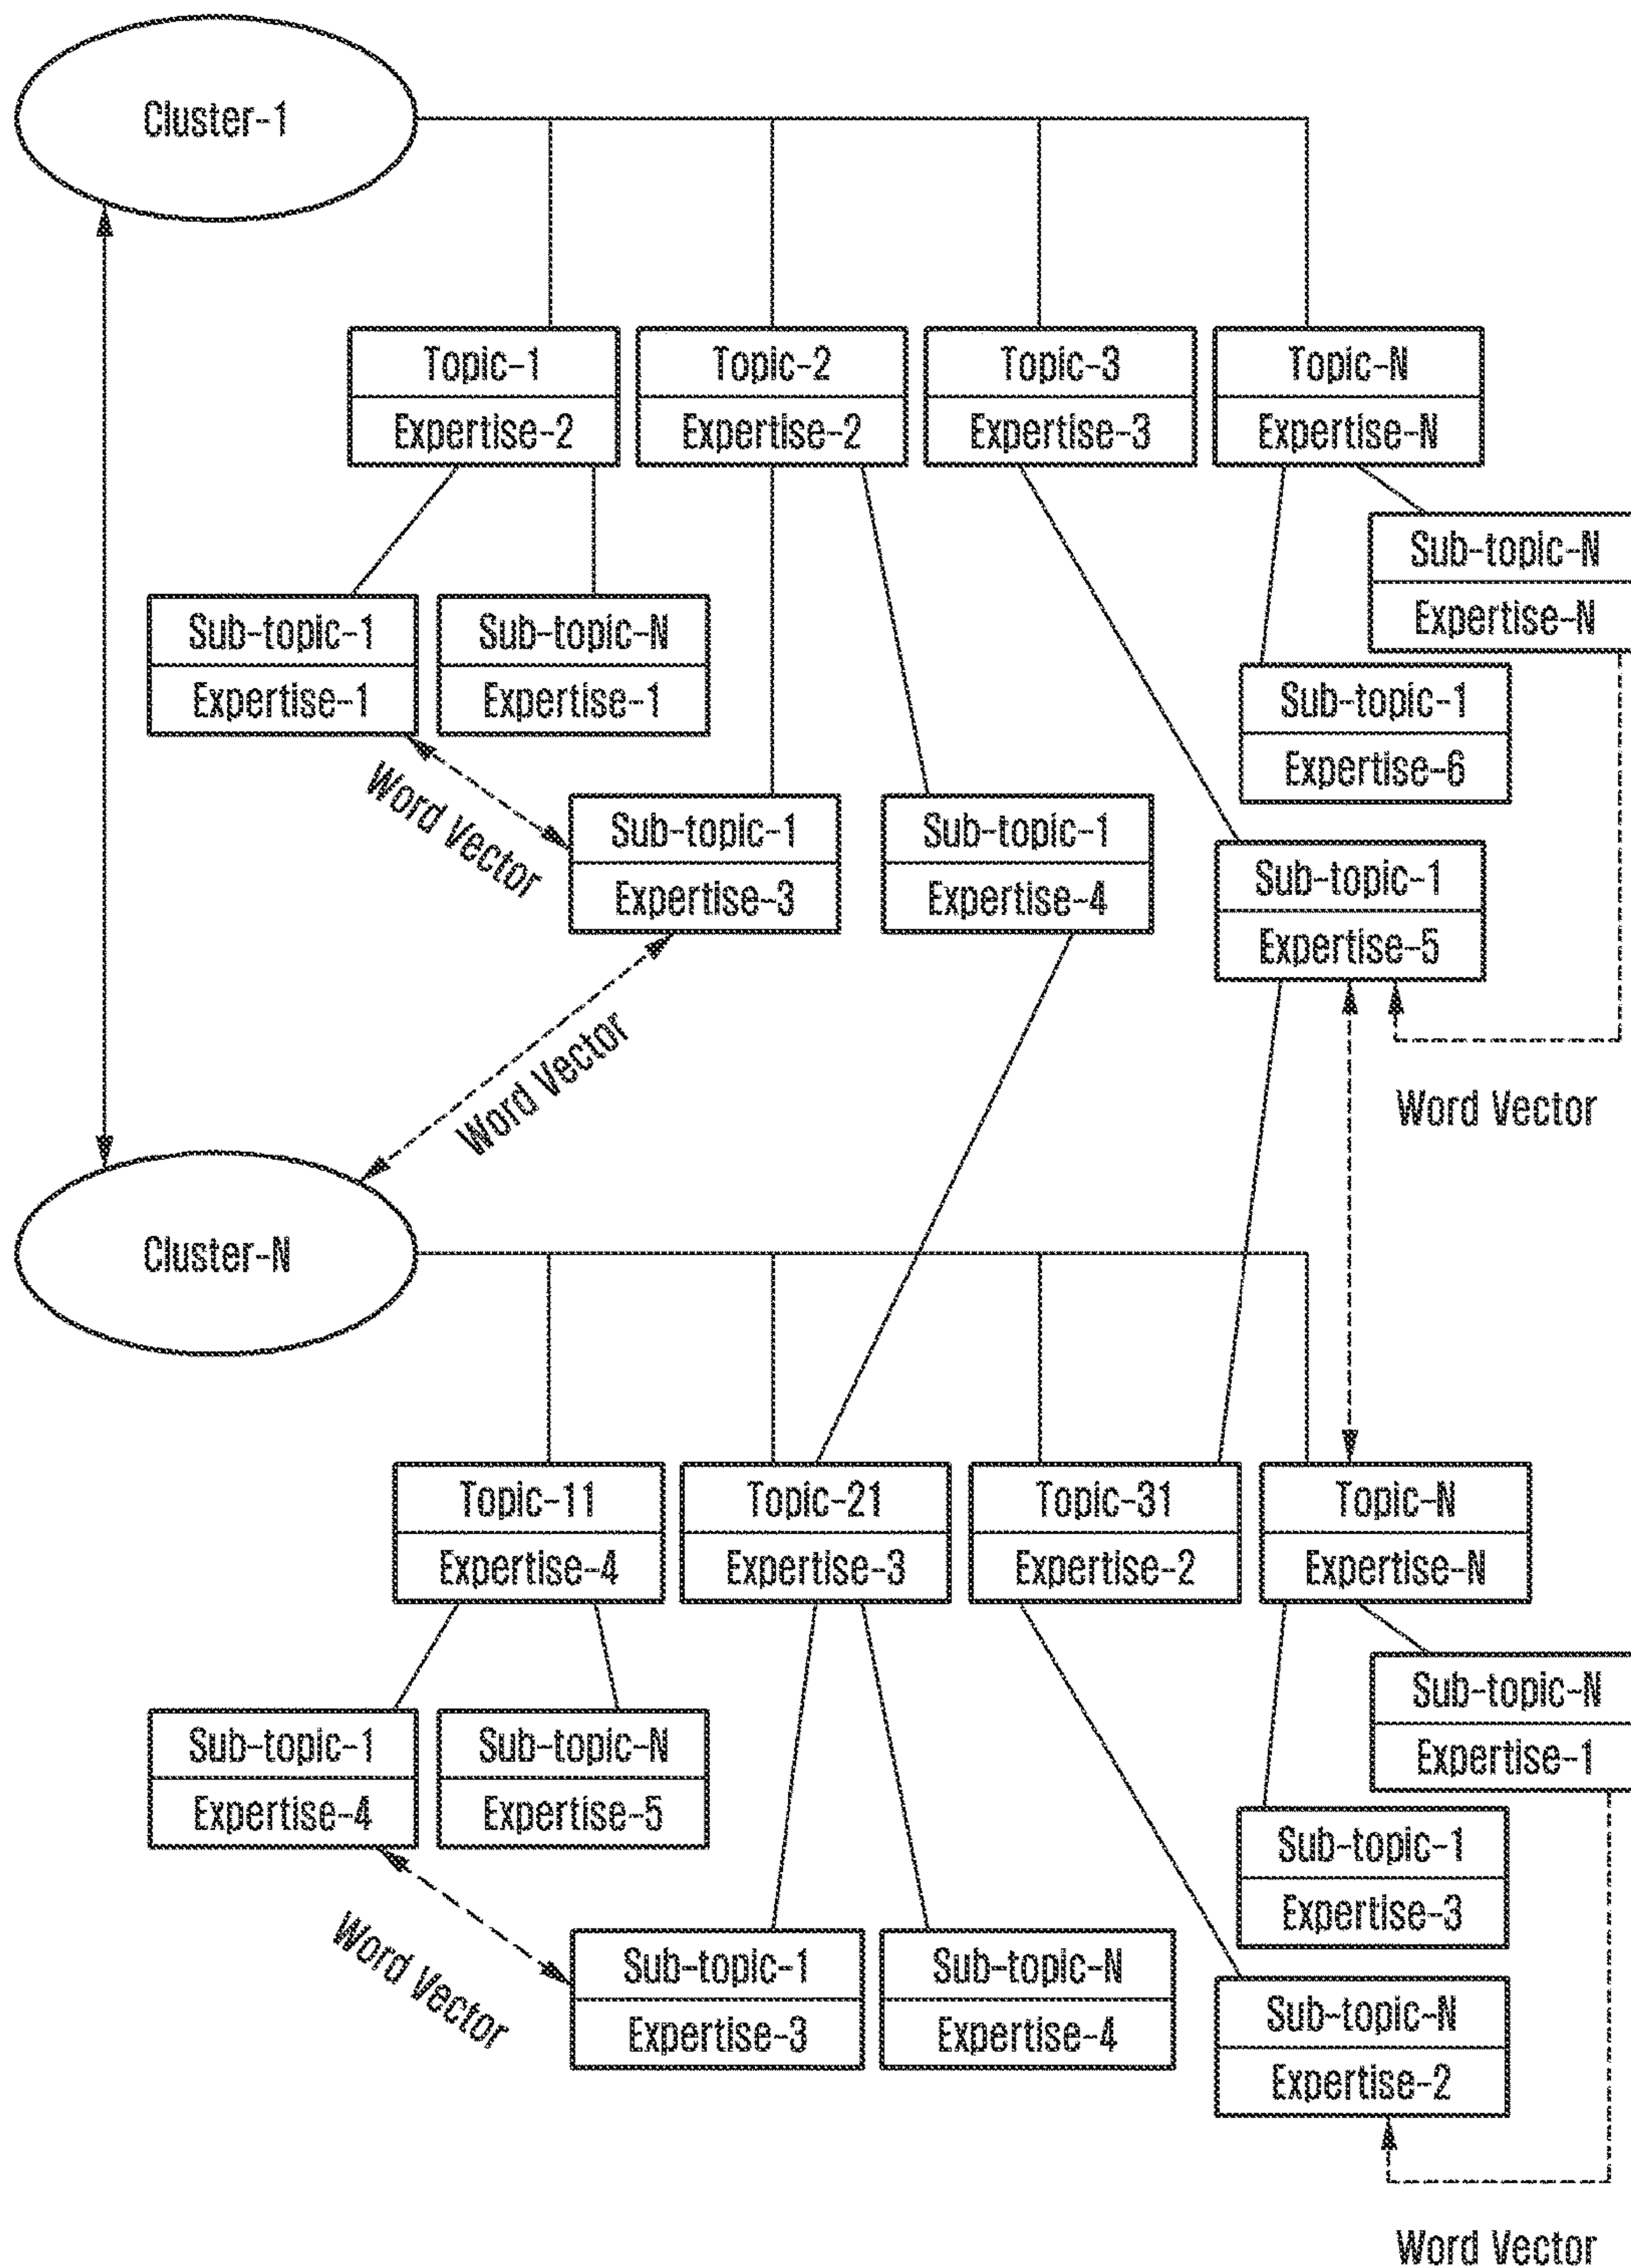 Cluster-1
Topic-1
Expertise-2
Topic-2
Expertise-2
Topic-3
Expertise-3
Topic-N
Expertise-N
Sub-topic-N
Expertise-N
Sub-topic-1
Expertise-1
Sub-topic-N
Expertise-1
Sub-topic-1
Expertise-6
Word Vector
Sub-topic-1
Expertise-3
Sub-topic-1
Expertise-4
Sub-topic-1
Expertise-5
Word Vector
Word Vector
Cluster-N
Topic-11
Expertise-4
Topic-21
Expertise-3
Topic-31
Expertise-2
Topic-N
Expertise-N
Sub-topic-N
Expertise-1
Sub-topic-1
Expertise-4
Sub-topic-N
Expertise-5
Sub-topic-1
Expertise-3
Word Vector
Sub-topic-1
Expertise-3
Sub-topic-N
Expertise-4
Sub-topic-N
Expertise-2
Word Vector